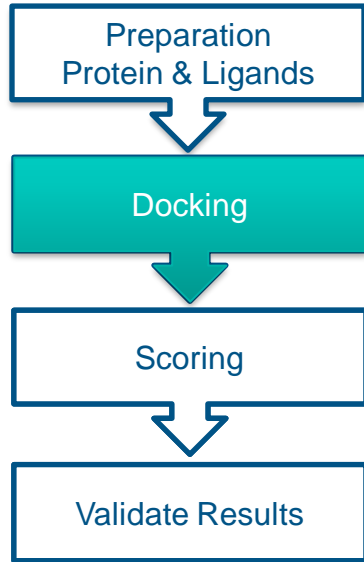 Preparation
Protein & Ligands
Docking
Scoring
Validate Results